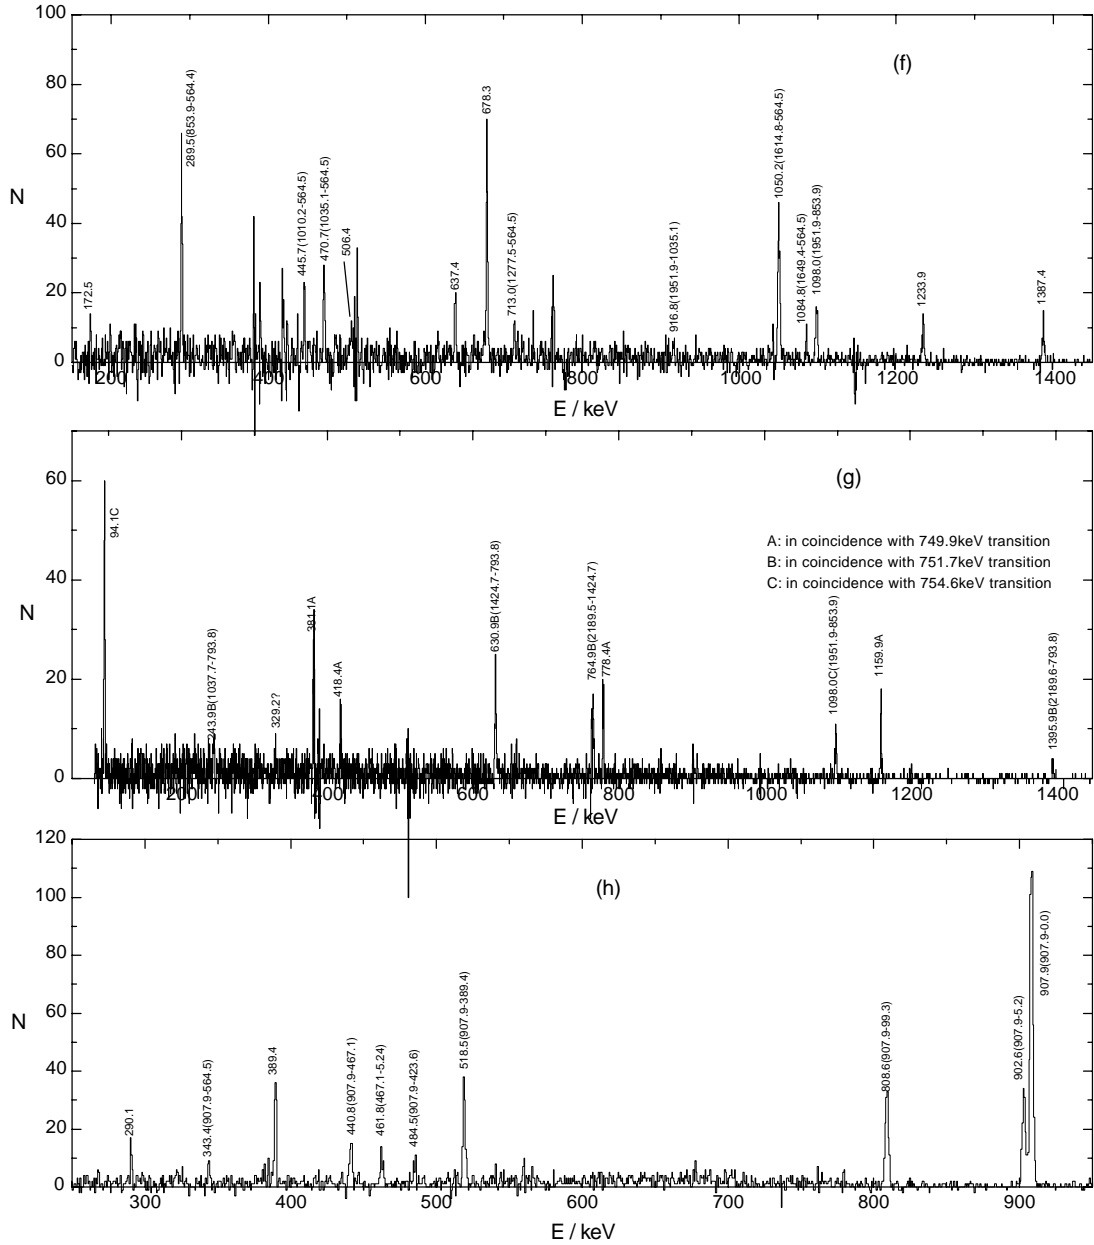 100
80
60
40
20
0
N
(f)
172.5
289.5(853.9-564.4)
445.7(1010.2-564.5)
470.7(1035.1-564.5)
506.4
637.4
678.3
713.0(1277.5-564.5)
916.8(1951.9-1035.1)
1050.2(1614.8-564.5)
1084.8(1649.4-564.5)
1098.0(1951.9-853.9)
1233.9
1387.4
200
400
600
800
1000
1200
1400
E / keV
60
40
20
0
N
(g)
A: in coincidence with 749.9keV transition
B: in coincidence with 751.7keV transition
C: in coincidence with 754.6keV transition
94.1C
243.9B(1037.7-793.8)
329.2?
381.1A
418.4A
630.9B(1424.7-793.8)
764.9B(2189.5-1424.7)
778.4A
1098.0C(1951.9-853.9)
1159.9A
1395.9B(2189.6-793.8)
200
400
600
800
1000
1200
1400
E / keV
120
100
80
60
40
20
0
N
(h)
290.1
343.4(907.9-564.5)
389.4
440.8(907.9-467.1)
461.8(467.1-5.24)
484.5(907.9-423.6)
518.5(907.9-389.4)
808.6(907.9-99.3)
902.6(907.9-5.2)
907.9(907.9-0.0)
300
400
500
600
700
800
900
E / keV